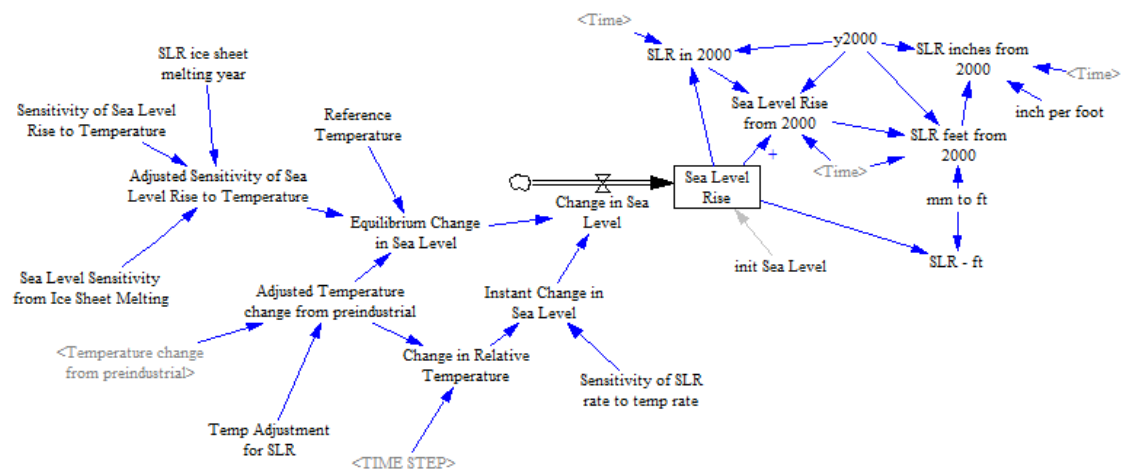 <Time>
SLR ice sheet
melting year
SLR in 2000
y2000
SLR inches from
2000
<Time>
Sensitivity of Sea Level
Rise to Temperature
Reference
Temperature
Sea Level Rise
from 2000
inch per foot
SLR feet from
2000
+
<Time>
Adjusted Sensitivity of Sea
Level Rise to Temperature
Sea Level
Rise
Change in Sea
Level
mm to ft
Equilibrium Change
in Sea Level
init Sea Level
SLR - ft
Sea Level Sensitivity
from Ice Sheet Melting
Adjusted Temperature
change from preindustrial
Instant Change in
Sea Level
<Temperature change
from preindustrial>
Change in Relative
Temperature
Sensitivity of SLR
rate to temp rate
Temp Adjustment
for SLR
<TIME STEP>